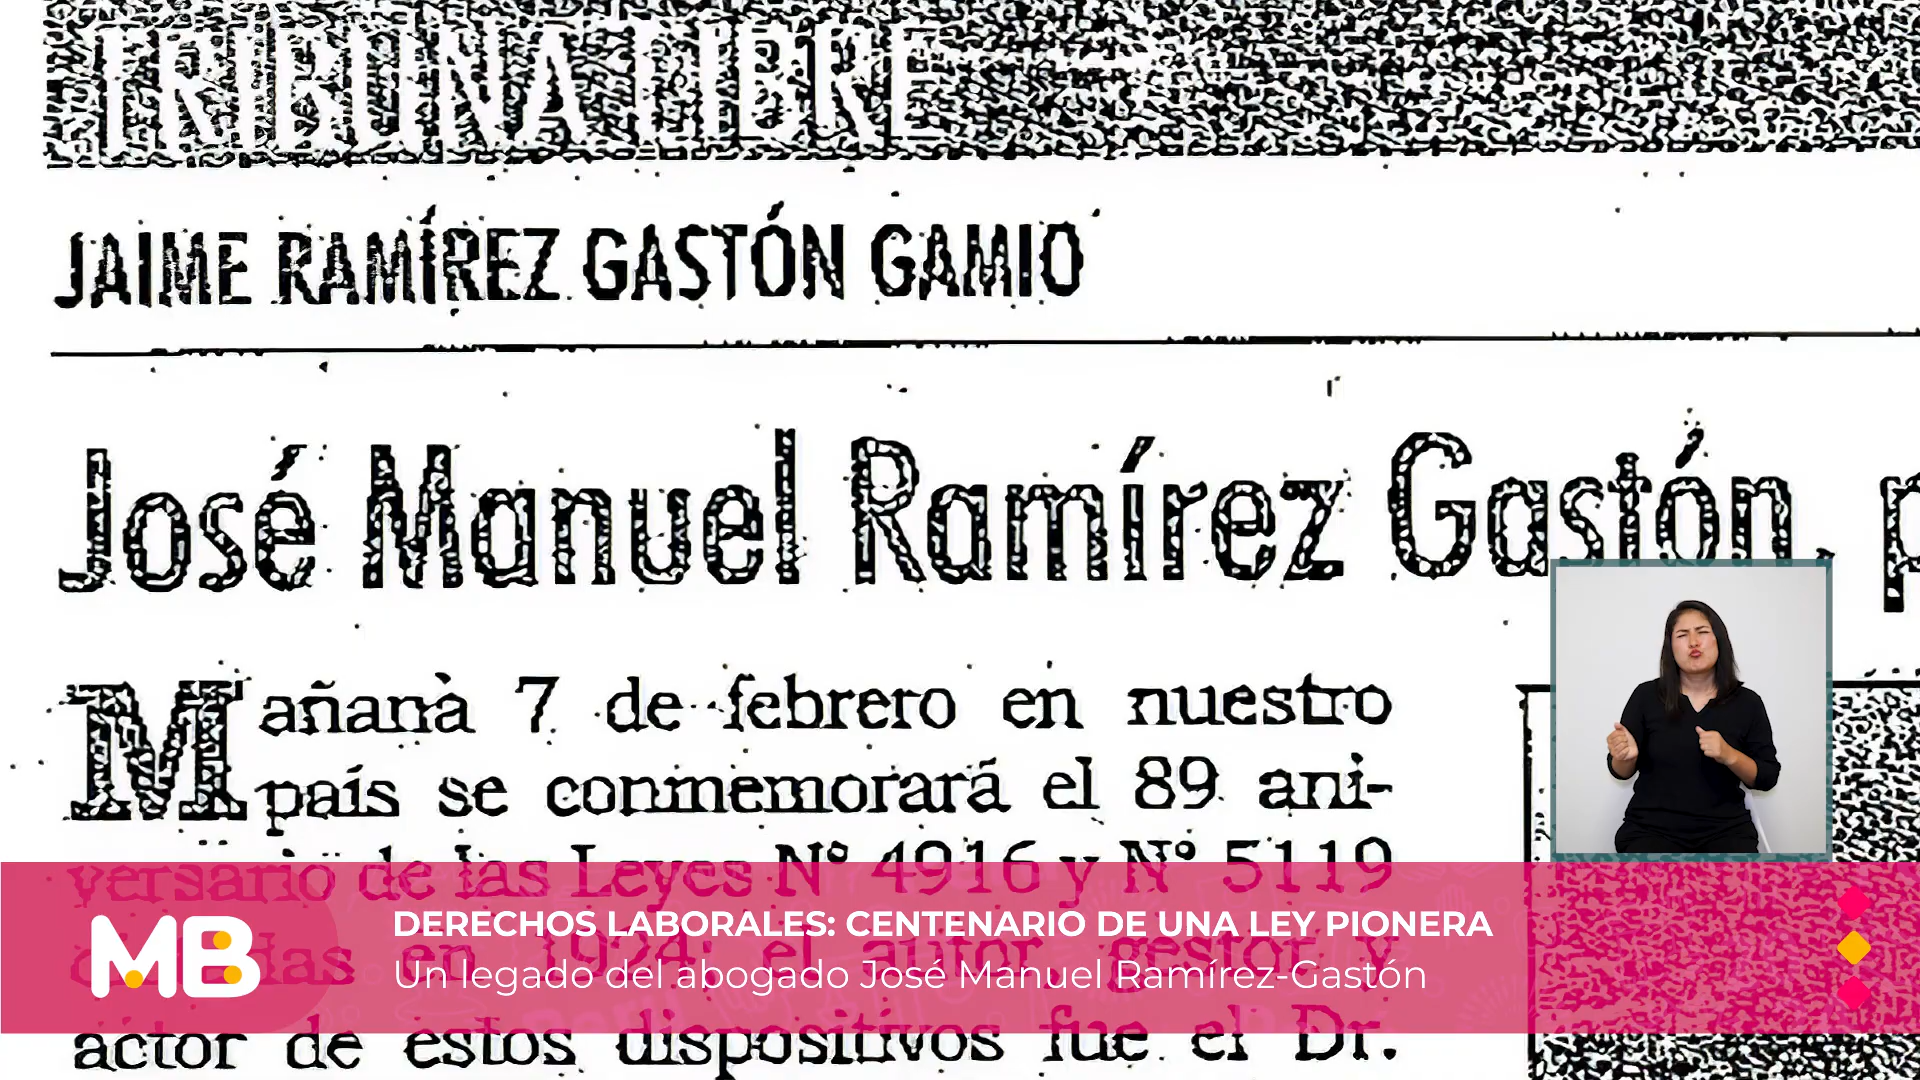 TRIBUNA LIBRE
JAIME RAMÍREZ GASTÓN GAMIO
José Manuel Ramírez Gastón, p
Mañana 7 de febrero en nuestro
país se conmemorará el 89 ani-
versario de las Leyes N° 4916 y N° 5119
en 1924; el autor, gestor y
actor de estos dispositivos fue el Dr.
MB
DERECHOS LABORALES: CENTENARIO DE UNA LEY PIONERA
Un legado del abogado José Manuel Ramírez-Gastón